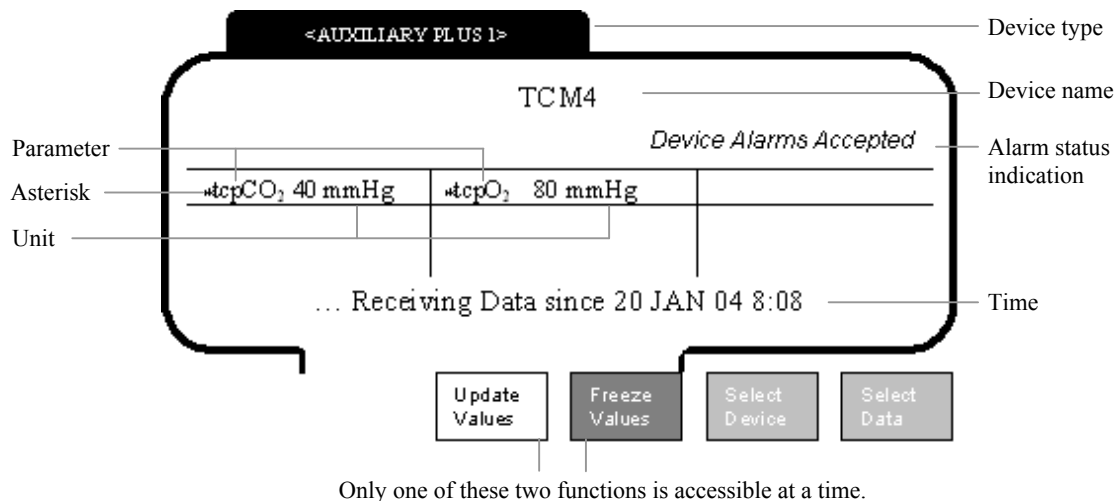 <AUXILIARY PLUS 1>
Device type
TCM4
Device name
Device Alarms Accepted
Alarm status
indication
Parameter
Asterisk
*tcpCO₂ 40 mmHg
*tcpO₂ 80 mmHg
Unit
... Receiving Data since 20 JAN 04 8:08
Time
Update
Values
Freeze
Values
Select
Device
Select
Data
Only one of these two functions is accessible at a time.